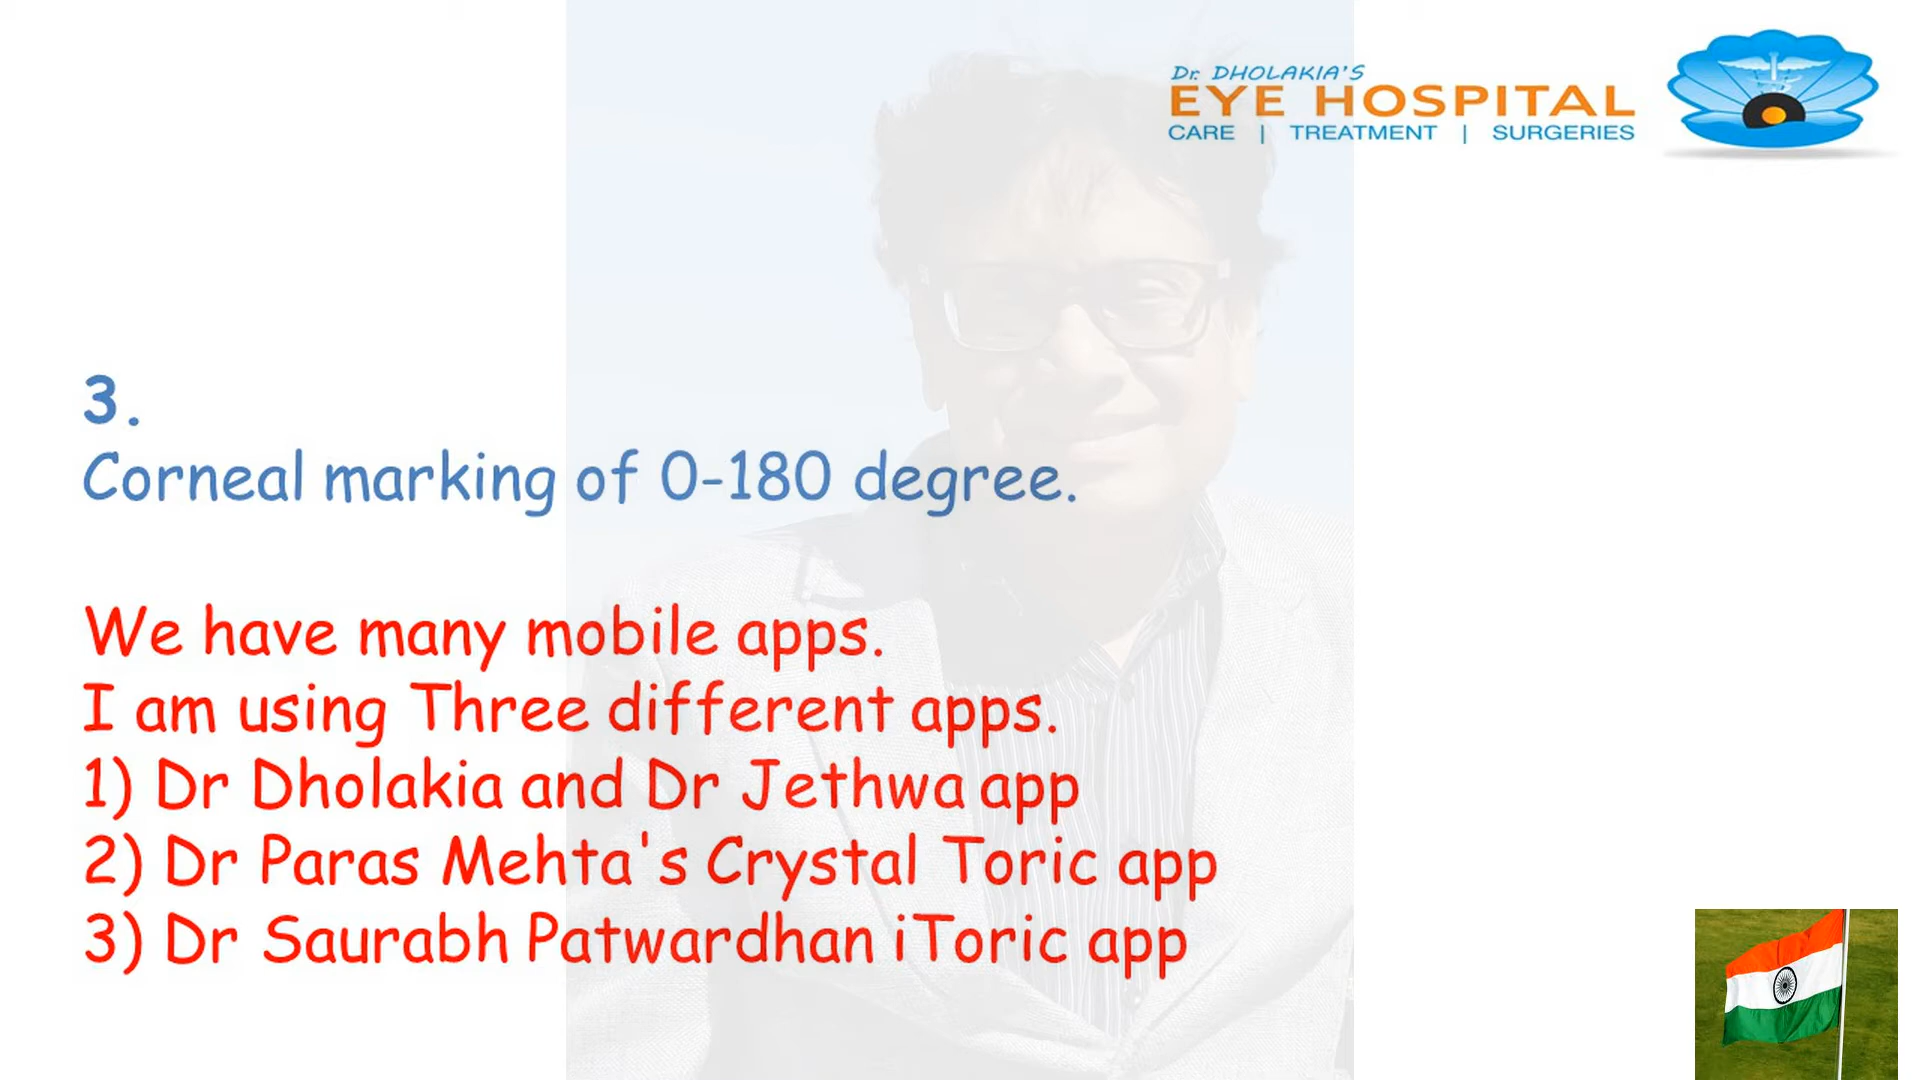 Dr. DHOLAKIA'S
EYE HOSPITAL
CARE | TREATMENT | SURGERIES
3.
Corneal marking of 0-180 degree.
We have many mobile apps.
I am using Three different apps.
1) Dr Dholakia and Dr Jethwa app
2) Dr Paras Mehta's Crystal Toric app
3) Dr Saurabh Patwardhan iToric app